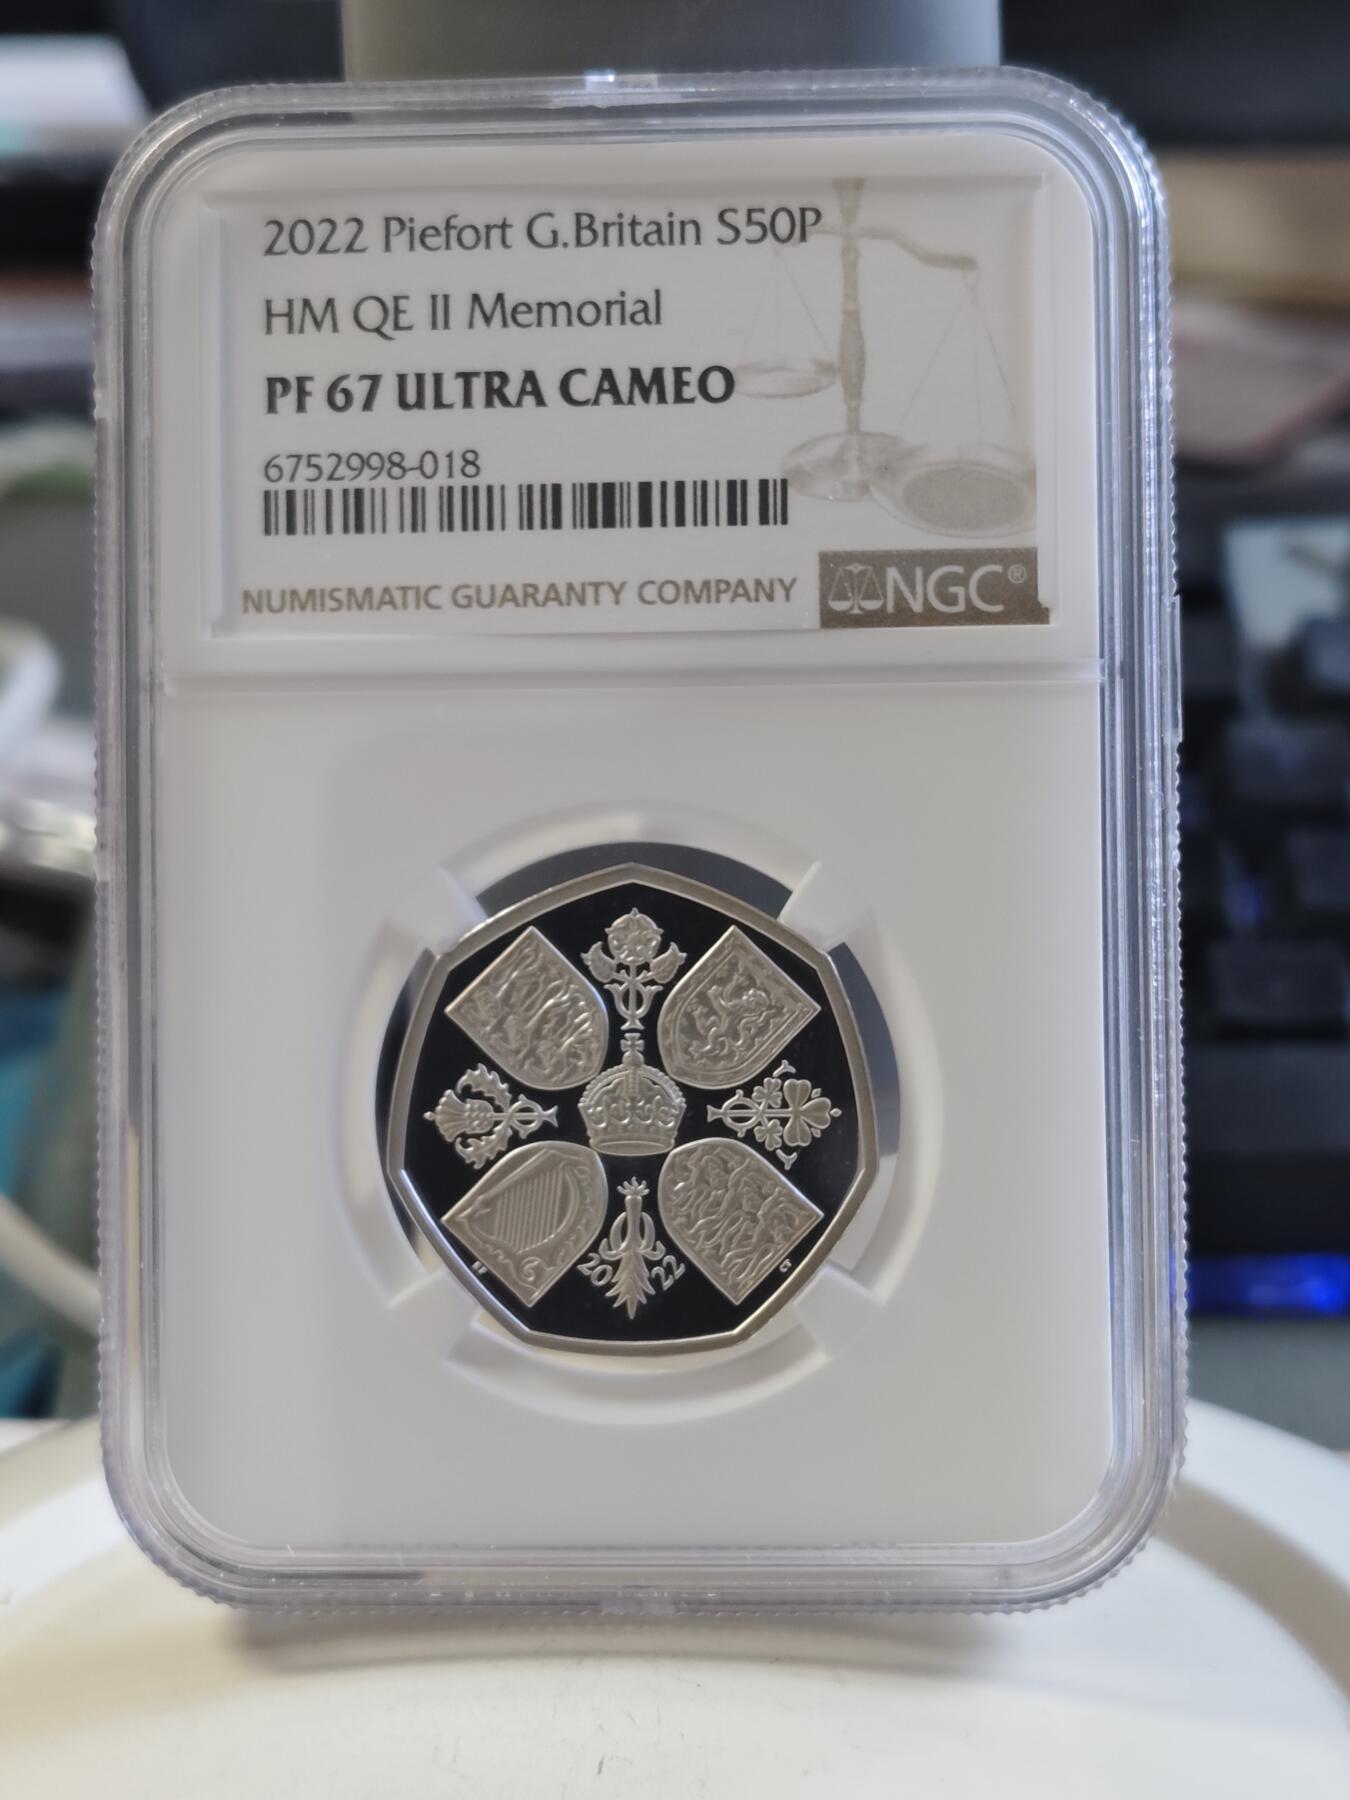 2022 Piefort G.Britain S50P
HM QE II Memorial
PF 67 ULTRA CAMEO
6752998-018
NUMISMATIC GUARANTY COMPANY
NGC®
2022